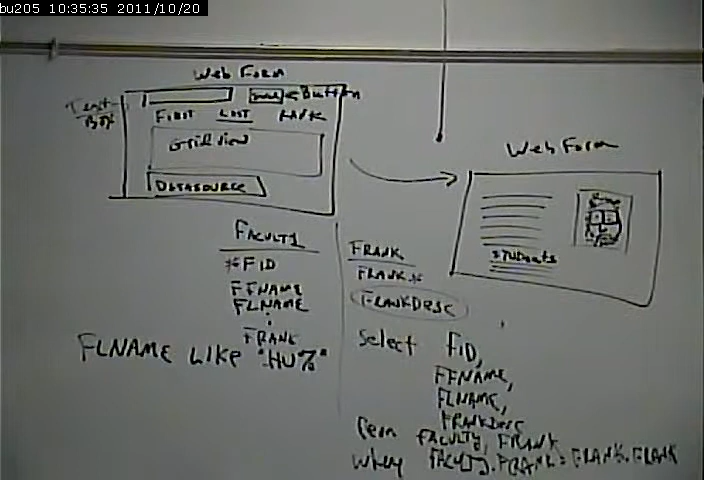 bu205 10:35:35 2011/10/20
Web Form
Text-Box
Button
FIRST LAST RANK
Gridview
DATASOURCE
Web Form
STUDENTS
FACULTY
*FID
FFNAME
FLNAME
FRANK
FLNAME LIKE "HU%"
FRANK
FRANK*
FRANKDESC
Select FID,
FFNAME,
FLNAME,
FRANKDESC
From FACULTY, FRANK
Where FACULTY.FRANK = FRANK.FRANK